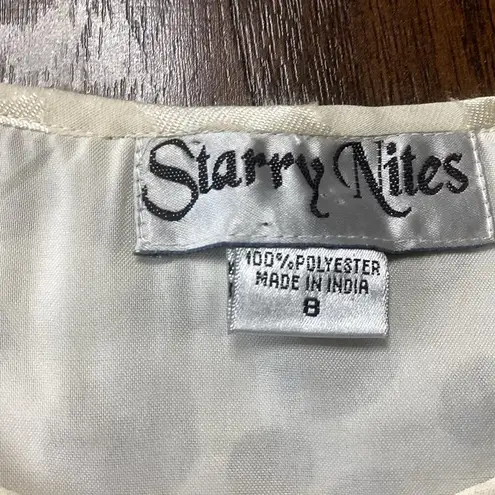 Starry Nites
100% POLYESTER
MADE IN INDIA
8